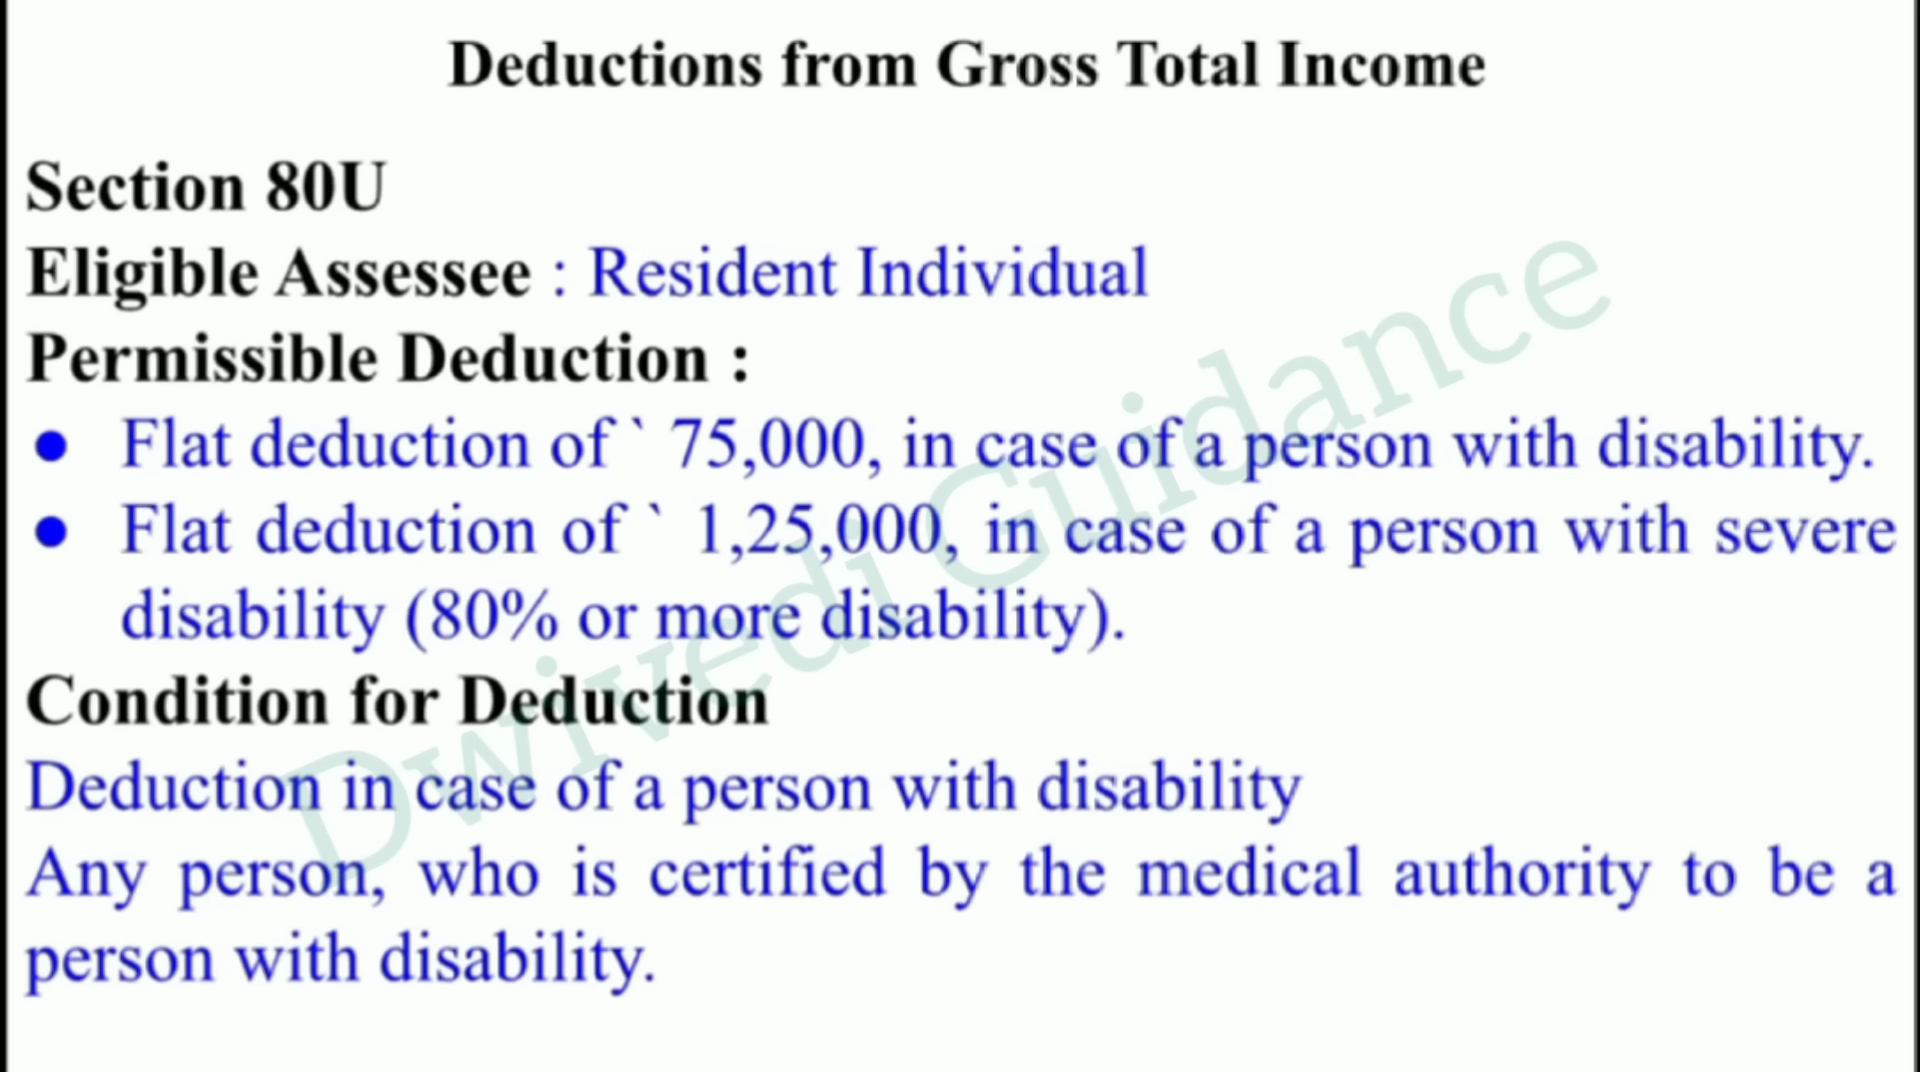 Deductions from Gross Total Income
Section 80U
Eligible Assessee : Resident Individual
Permissible Deduction :
● Flat deduction of ` 75,000, in case of a person with disability.
● Flat deduction of ` 1,25,000, in case of a person with severe
disability (80% or more disability).
Condition for Deduction
Deduction in case of a person with disability
Any person, who is certified by the medical authority to be a
person with disability.
Dwivedi Guidance